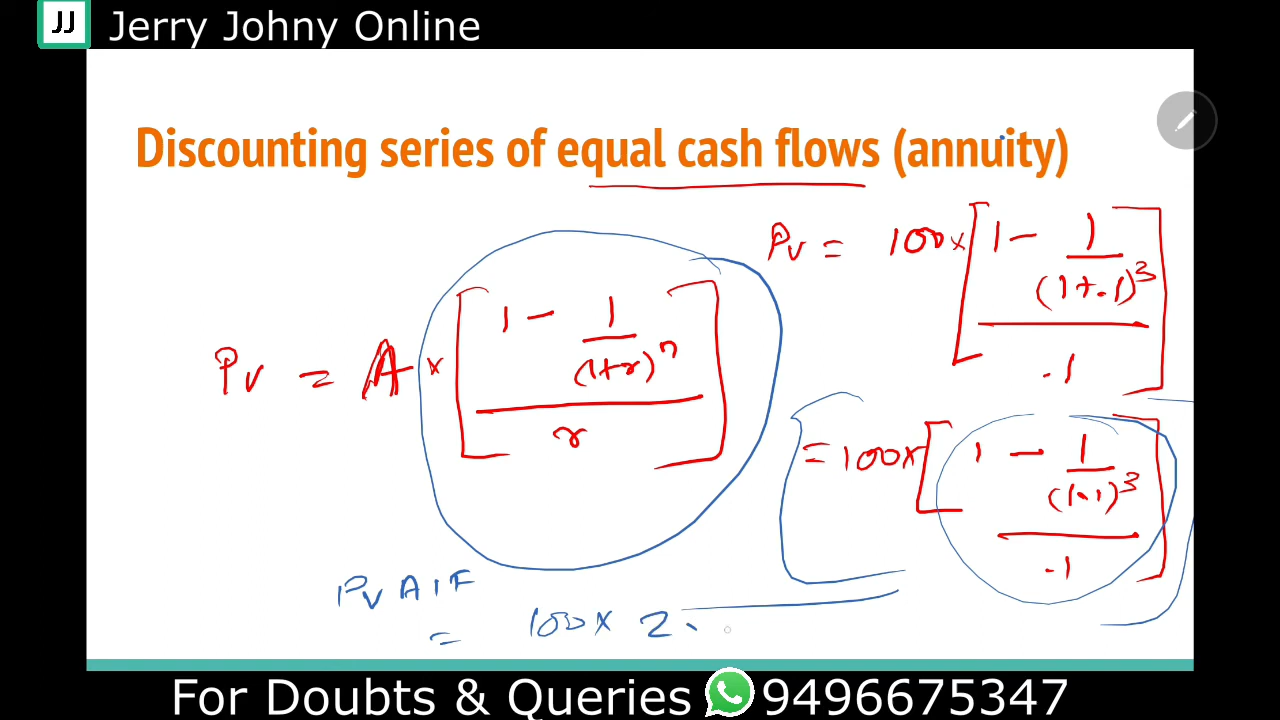 JJ Jerry Johny Online
Discounting series of equal cash flows (annuity)
PV = 100 × [1 - 1/(1+.1)^3 / .1]
PV = A × [1 - 1/(1+r)^n / r]
= 100 × [1 - 1/(1.1)^3 / .1]
PVAIF
= 100 × 2.
For Doubts & Queries 9496675347